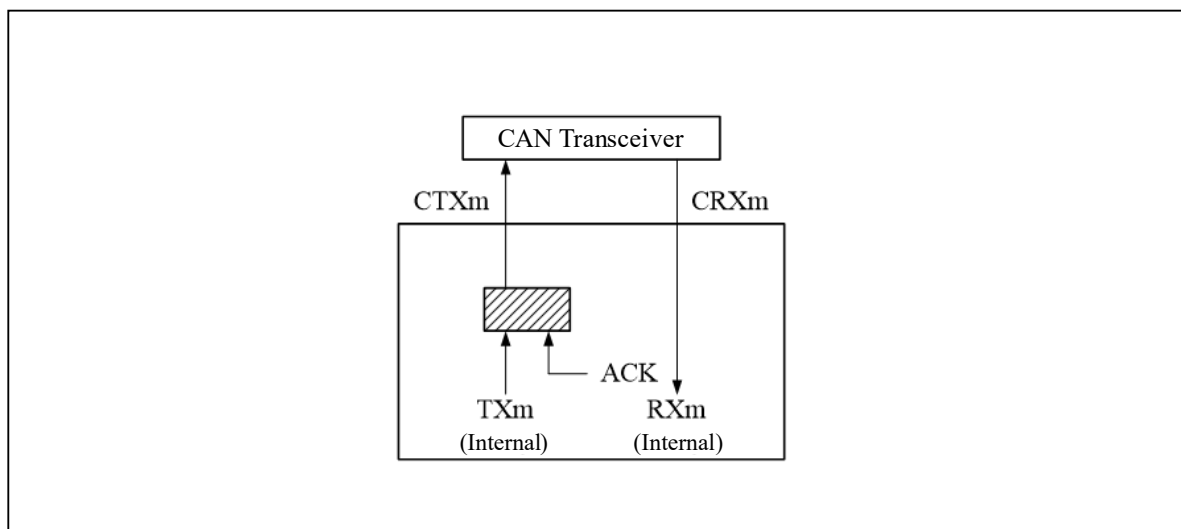 CAN Transceiver
CTXm
CRXm
ACK
TXm
RXm
(Internal)
(Internal)